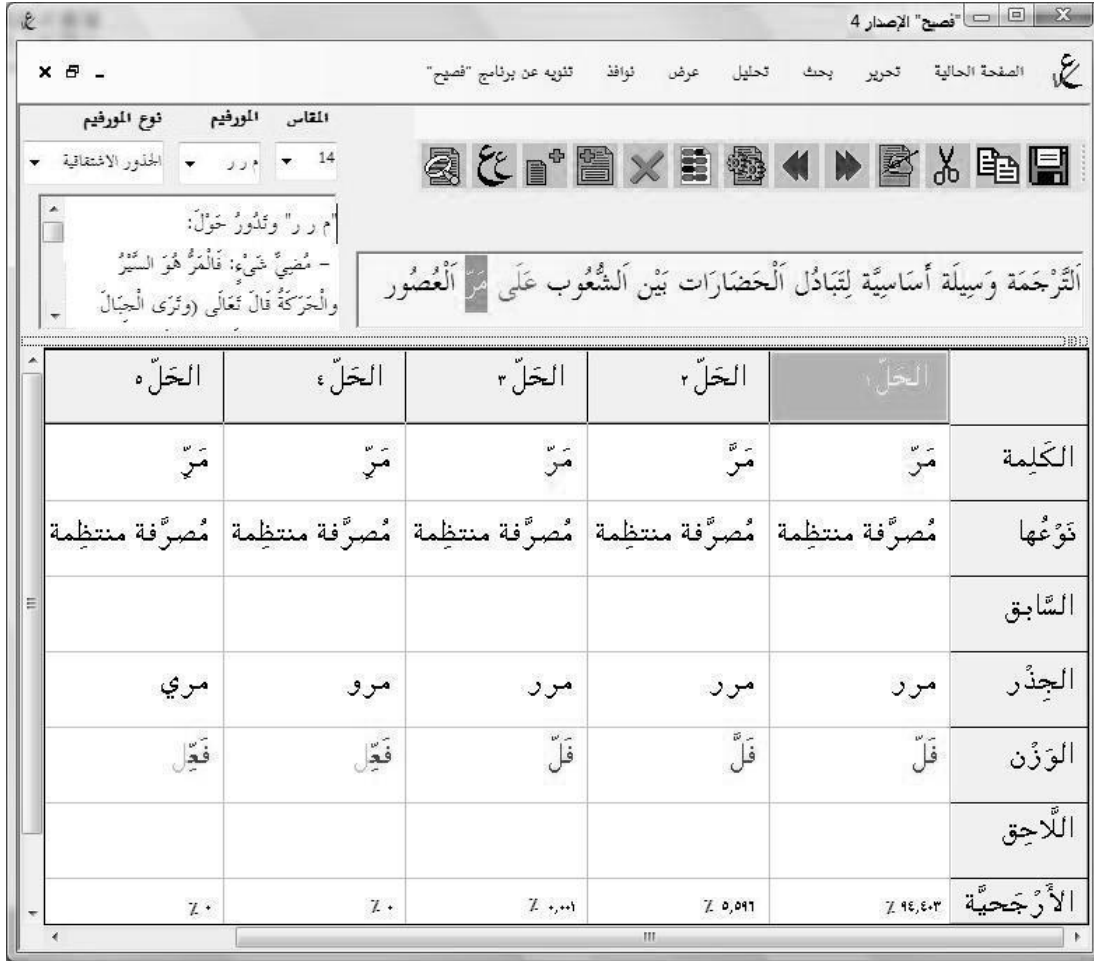 "فصيح" الإصدار 4
الصفحة الحالية تحرير بحث تحليل عرض نوافذ تنويه عن برنامج "فصيح"
المقاس المورفيم نوع المورفيم
14 م ر ر الجذور الاشتقاقية
"م ر ر" وتَدُورُ حَوْلَ:
- مُضِيِّ شَيْءٍ: فَالْمَرُّ هُوَ السَّيْرُ
والْحَرَكَةُ قَالَ تَعَالَى (وتَرَى الْجِبَالَ
اَلتَّرْجَمَة وَسِيلَة أَسَاسِيَّة لِتَبَادُل اَلْحَضَارَات بَيْن اَلشُّعُوب عَلَى مَرّ اَلْعُصُور
الحَلّ ١ الحَلّ ٢ الحَلّ ٣ الحَلّ ٤ الحَلّ ٥
الكَلِمة مَرّ مَرَّ مَرّ مَرِّ مَرِّ
نَوْعُها مُصرَّفة منتظِمة مُصرَّفة منتظِمة مُصرَّفة منتظِمة مُصرَّفة منتظِمة مُصرَّفة منتظِمة
السَّابق
الجِذْر مرر مرر مرر مرو مري
الوَزْن فَلّ فَلَّ فَلّ فَعِّل فَعِّل
اللَّاحِق
الأَرْجَحيَّة ٩٤,٤٠٣ ٪ ٥,٥٩٦ ٪ ٠,٠٠١ ٪ ٠ ٪ ٠ ٪